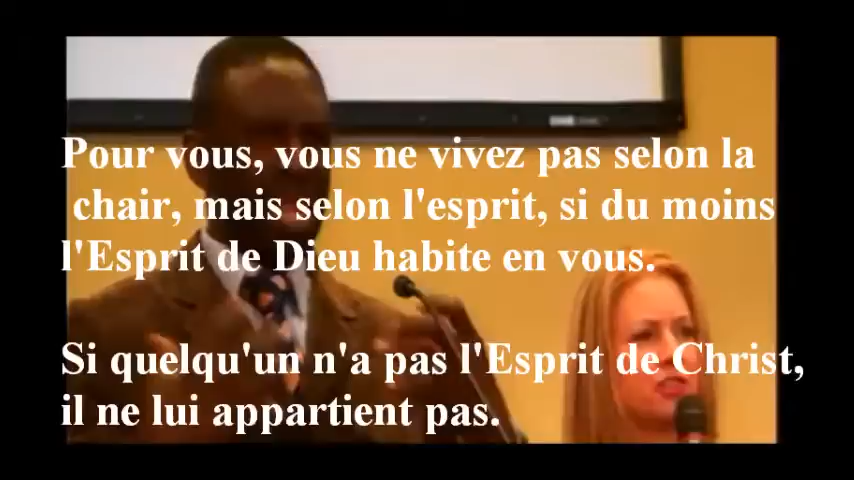 Pour vous, vous ne vivez pas selon la
chair, mais selon l'esprit, si du moins
l'Esprit de Dieu habite en vous.
Si quelqu'un n'a pas l'Esprit de Christ,
il ne lui appartient pas.